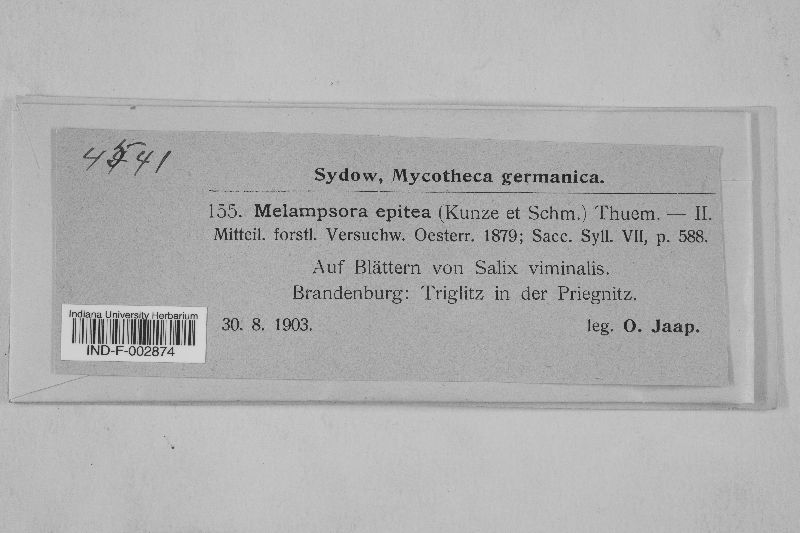 Sydow, Mycotheca germanica.
155. Melampsora epitea (Kunze et Schm.) Thuem. — II.
Mitteil. forstl. Versuchw. Oesterr. 1879; Sacc. Syll. VII, p. 588.
Auf Blättern von Salix viminalis.
Brandenburg: Triglitz in der Priegnitz.
30. 8. 1903. leg. O. Jaap.
Indiana University Herbarium
IND-F-002874